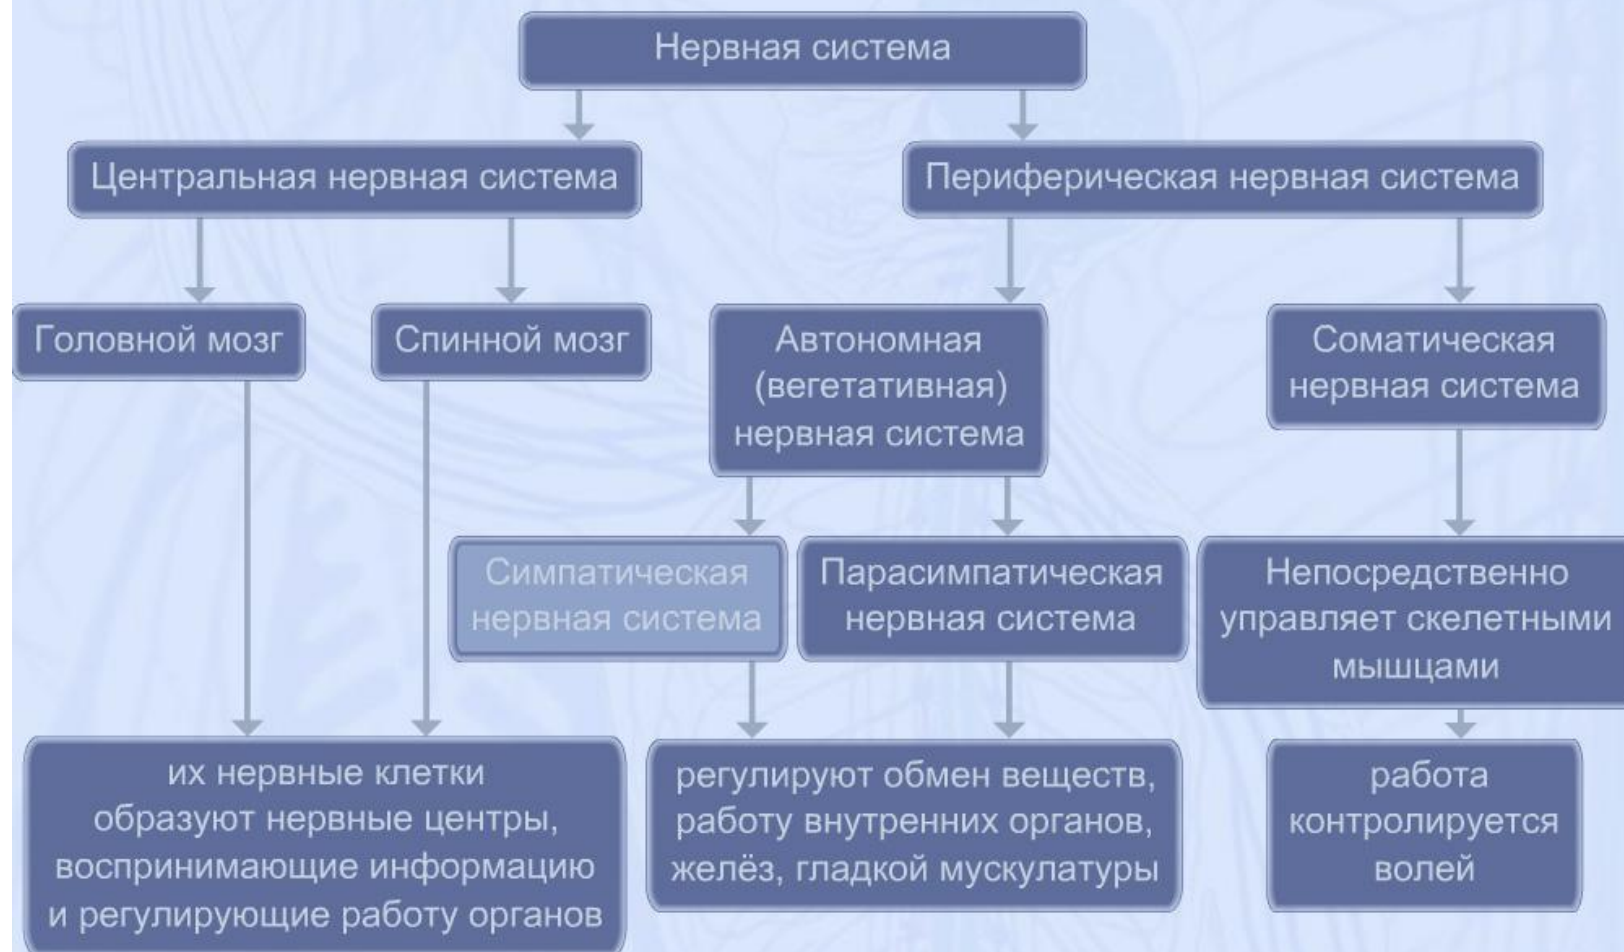 Нервная система
Центральная нервная система
Периферическая нервная система
Головной мозг
Спинной мозг
Автономная
(вегетативная)
нервная система
Соматическая
нервная система
Симпатическая
нервная система
Парасимпатическая
нервная система
Непосредственно
управляет скелетными
мышцами
их нервные клетки
образуют нервные центры,
воспринимающие информацию
и регулирующие работу органов
регулируют обмен веществ,
работу внутренних органов,
желёз, гладкой мускулатуры
работа
контролируется
волей